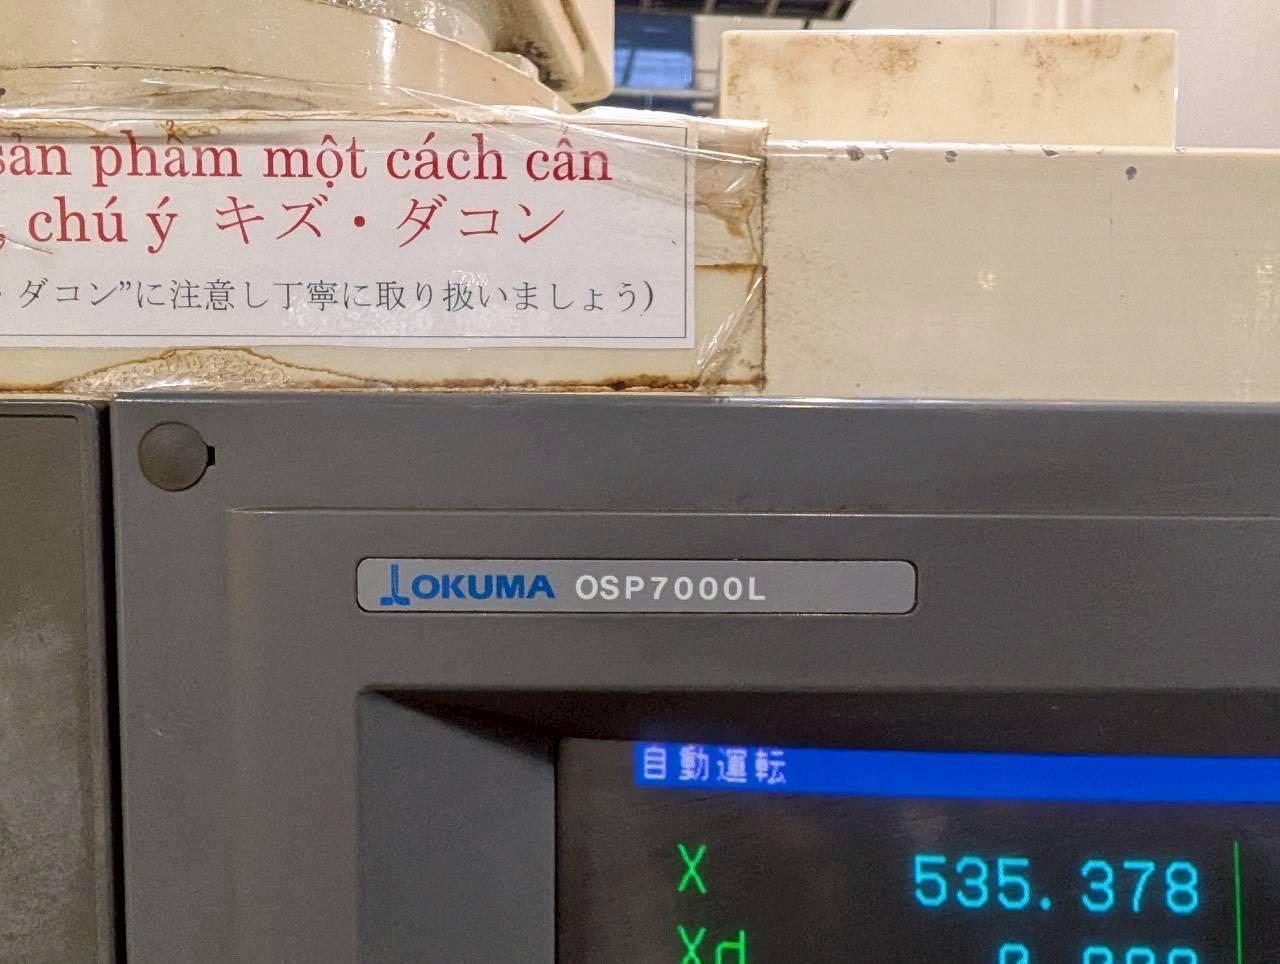 sản phẩm một cách cẩn
, chú ý キズ・ダコン
・ダコン”に注意し丁寧に取り扱いましょう)
OKUMA OSP7000L
自動運転
X 535.378
Xd